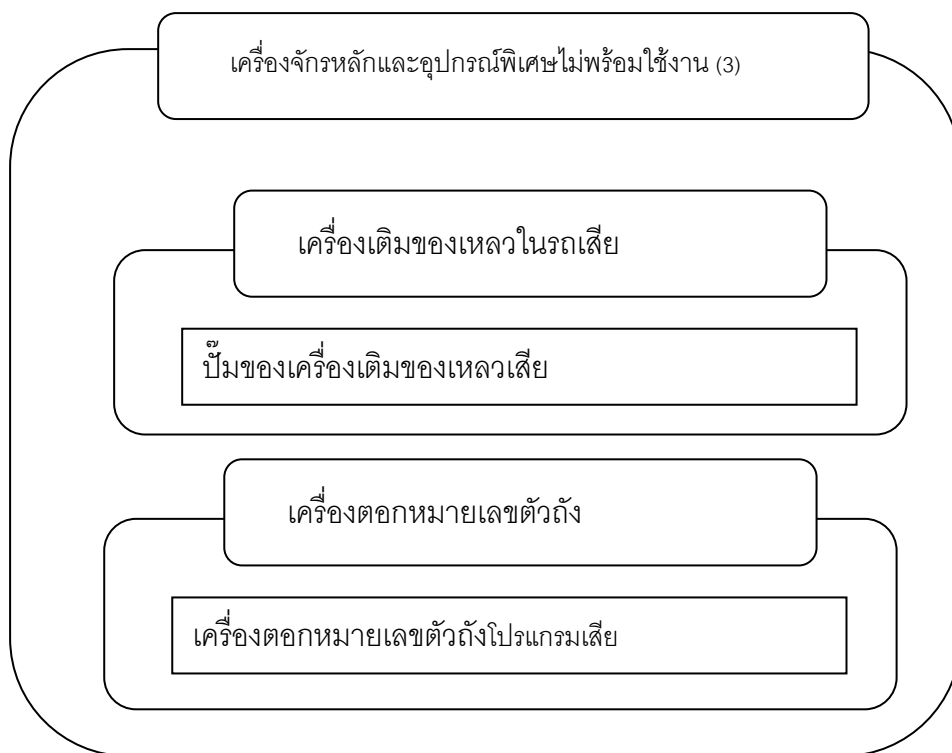 เครื่องจักรหลักและอุปกรณ์พิเศษไม่พร้อมใช้งาน (3)
เครื่องเติมของเหลวในรถเสีย
ปั๊มของเครื่องเติมของเหลวเสีย
เครื่องตอกหมายเลขตัวถัง
เครื่องตอกหมายเลขตัวถังโปรแกรมเสีย